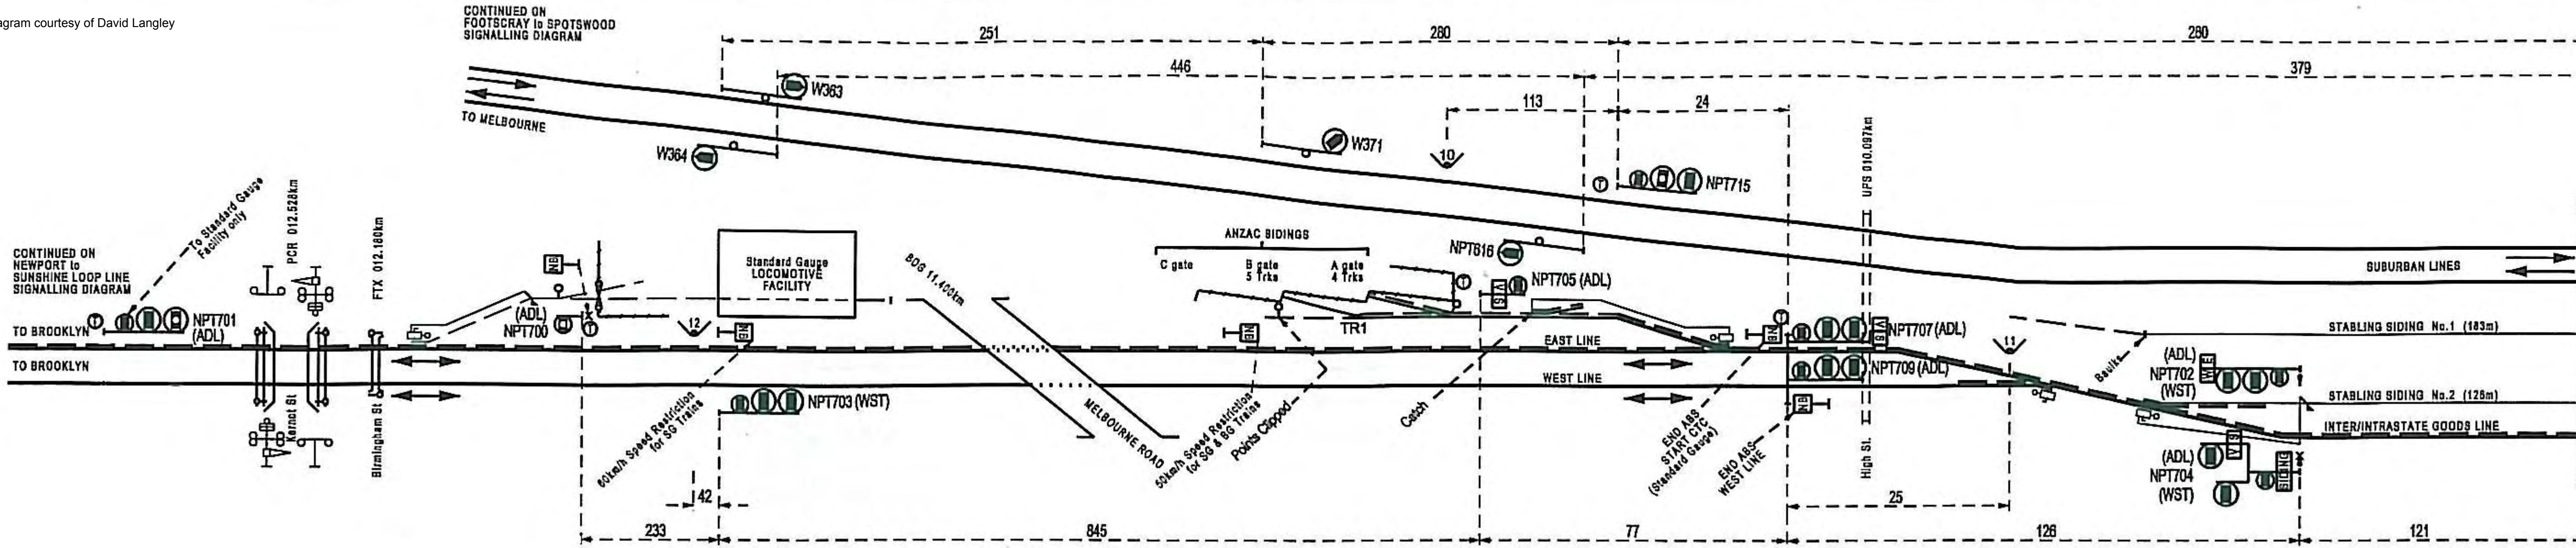 agram courtesy of David Langley
CONTINUED ON
FOOTSCRAY to SPOTSWOOD
SIGNALLING DIAGRAM
251
280
280
446
379
113
24
W363
TO MELBOURNE
W364
W371
10
T
NPT715
UFS 010.097km
To Standard Gauge
Facility only
PCR 012.528km
FTX 012.180km
CONTINUED ON
NEWPORT to
SUNSHINE LOOP LINE
SIGNALLING DIAGRAM
T
NPT701
(ADL)
TO BROOKLYN
TO BROOKLYN
Kernot St
Birmingham St
NB
(ADL)
NPT700
T
12
NB
Standard Gauge
LOCOMOTIVE
FACILITY
BOG 11.400km
ANZAC SIDINGS
C gate
B gate
5 Trks
A gate
4 Trks
T
NPT616
NPT705 (ADL)
TR1
NB
EAST LINE
WEST LINE
T
NB
NPT707 (ADL)
NPT709 (ADL)
NB
SUBURBAN LINES
11
STABLING SIDING No.1 (183m)
Baulks
(ADL)
NPT702
(WST)
STABLING SIDING No.2 (126m)
INTER/INTRASTATE GOODS LINE
(ADL)
NPT704
(WST)
SIDING
NPT703 (WST)
60km/h Speed Restriction
for SG Trains
MELBOURNE ROAD
50km/h Speed Restriction
for SG & BG Trains
Points Clipped
Catch
END ABS
START CTC
(Standard Gauge)
END ABS
WEST LINE
High St.
42
25
233
845
77
126
121